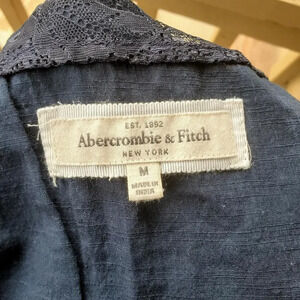 EST. 1892
Abercrombie & Fitch
NEW YORK
M
MADE IN
INDIA